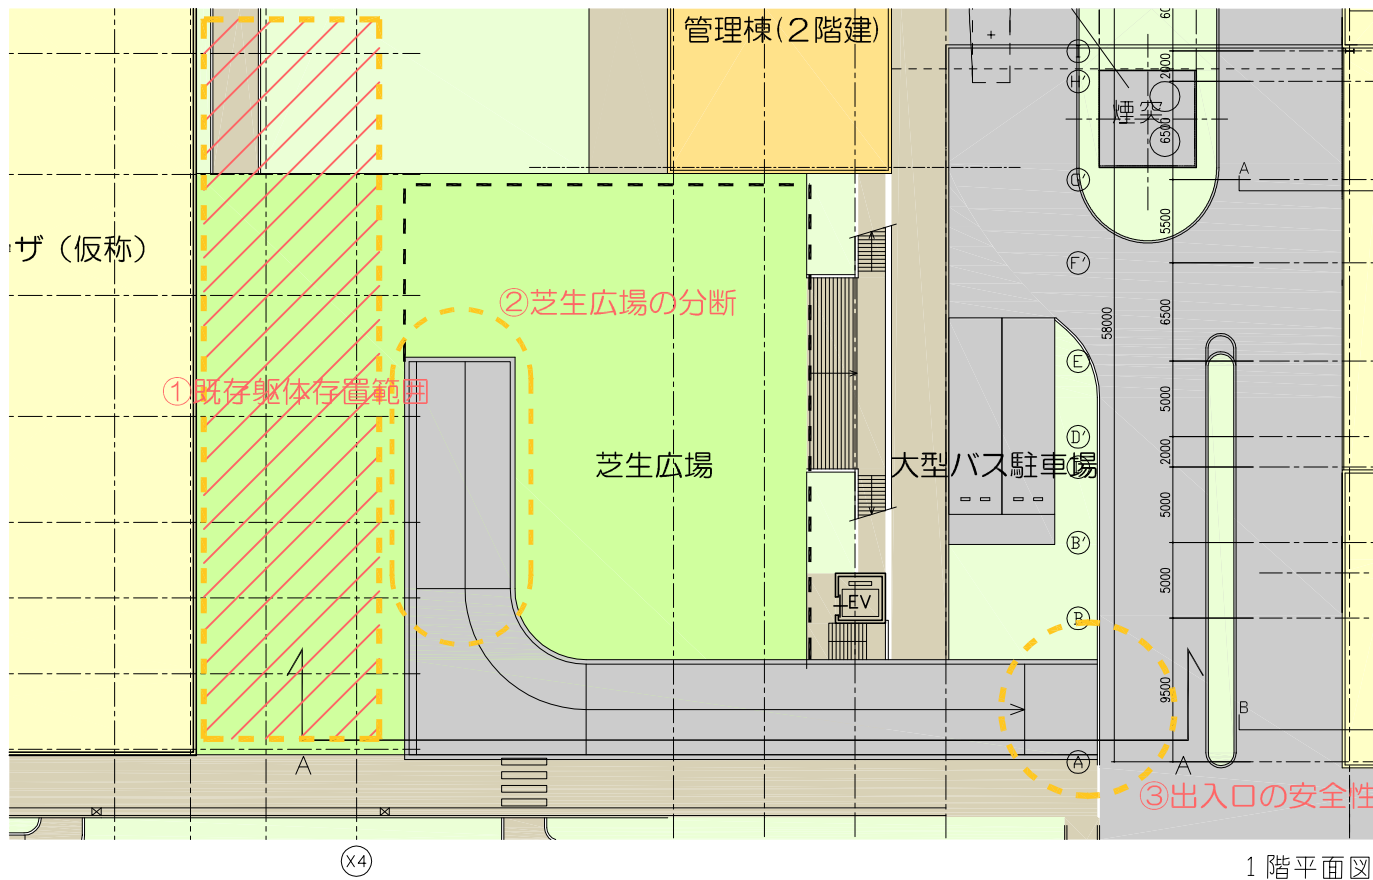 管理棟(２階建)
煙突
H'
G'
F'
E
D'
D
B'
B
A
2000
6500
5500
6500
58000
5000
2000
5000
5000
9500
A
B
ザ（仮称）
②芝生広場の分断
①既存躯体存置範囲
芝生広場
大型バス駐車場
EV
A
A
③出入口の安全性
X4
１階平面図